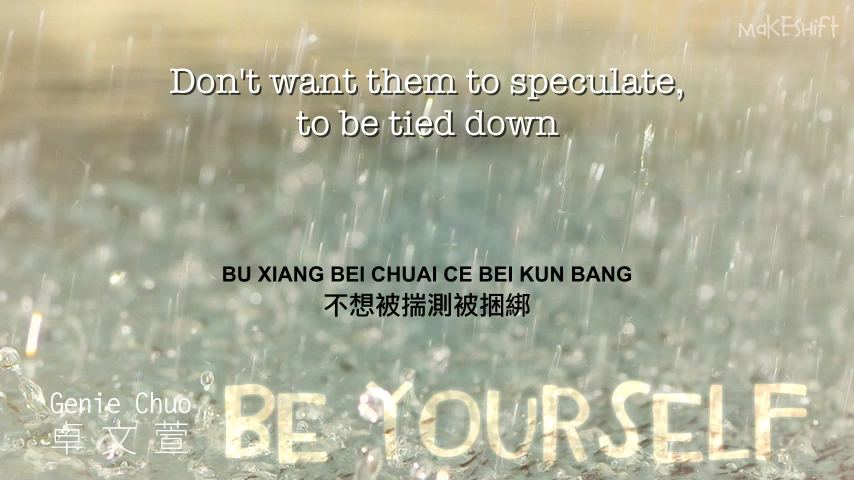 MaKESHifT
Don't want them to speculate,
to be tied down
BU XIANG BEI CHUAI CE BEI KUN BANG
不想被揣測被捆綁
Genie Chuo
卓文萱
BE YOURSELF